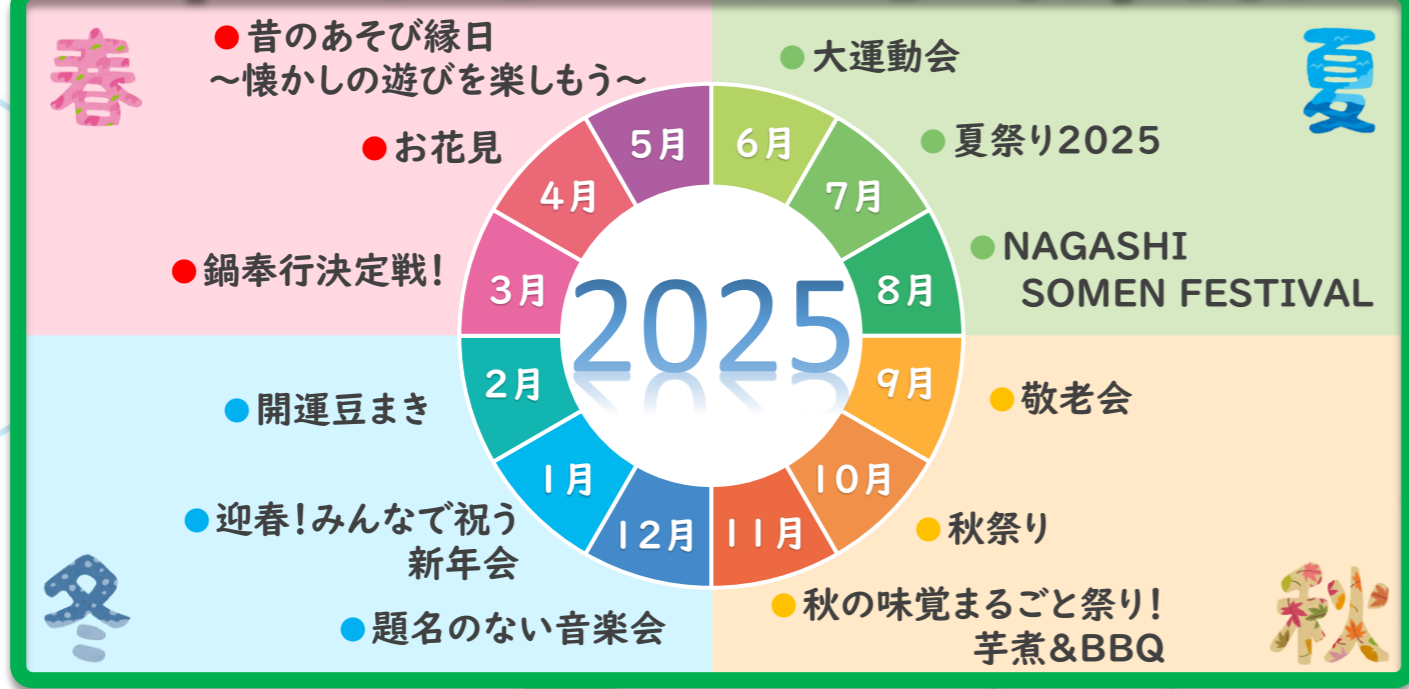 春
●昔のあそび縁日
～懐かしの遊びを楽しもう～
●お花見
●鍋奉行決定戦!
夏
●大運動会
●夏祭り2025
●NAGASHI
SOMEN FESTIVAL
5月
6月
4月
7月
3月
8月
2025
2月
9月
1月
10月
12月
11月
●開運豆まき
●迎春!みんなで祝う
新年会
●題名のない音楽会
冬
●敬老会
●秋祭り
●秋の味覚まるごと祭り!
芋煮&BBQ
秋